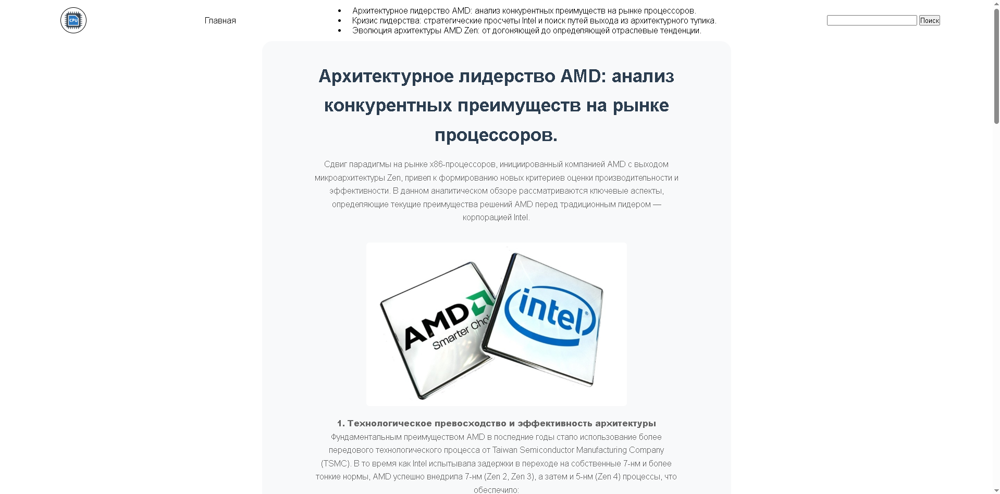 CPU
Главная
Архитектурное лидерство AMD: анализ конкурентных преимуществ на рынке процессоров.
Кризис лидерства: стратегические просчеты Intel и поиск путей выхода из архитектурного тупика.
Эволюция архитектуры AMD Zen: от догоняющей до определяющей отраслевые тенденции.
Поиск
Архитектурное лидерство AMD: анализ
конкурентных преимуществ на рынке
процессоров.
Сдвиг парадигмы на рынке x86-процессоров, инициированный компанией AMD с выходом
микроархитектуры Zen, привел к формированию новых критериев оценки производительности и
эффективности. В данном аналитическом обзоре рассматриваются ключевые аспекты,
определяющие текущие преимущества решений AMD перед традиционным лидером —
корпорацией Intel.
AMD
Smarter Choi
intel®
1. Технологическое превосходство и эффективность архитектуры
Фундаментальным преимуществом AMD в последние годы стало использование более
передового технологического процесса от Taiwan Semiconductor Manufacturing Company
(TSMC). В то время как Intel испытывала задержки в переходе на собственные 7-нм и более
тонкие нормы, AMD успешно внедрила 7-нм (Zen 2, Zen 3), а затем и 5-нм (Zen 4) процессы, что
обеспечило: